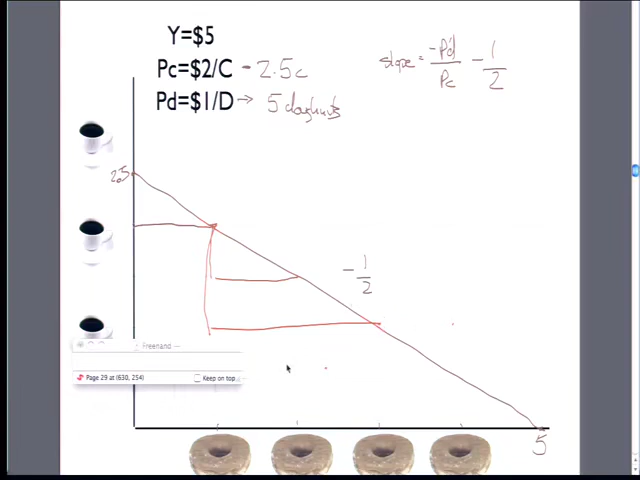 Y=$5
Pc=$2/C - 2.5c
Pd=$1/D → 5 doughnuts
slope = -Pd/Pc -1/2
2.5
-1/2
Freehand
Page 29 at (630, 254)
Keep on top
5